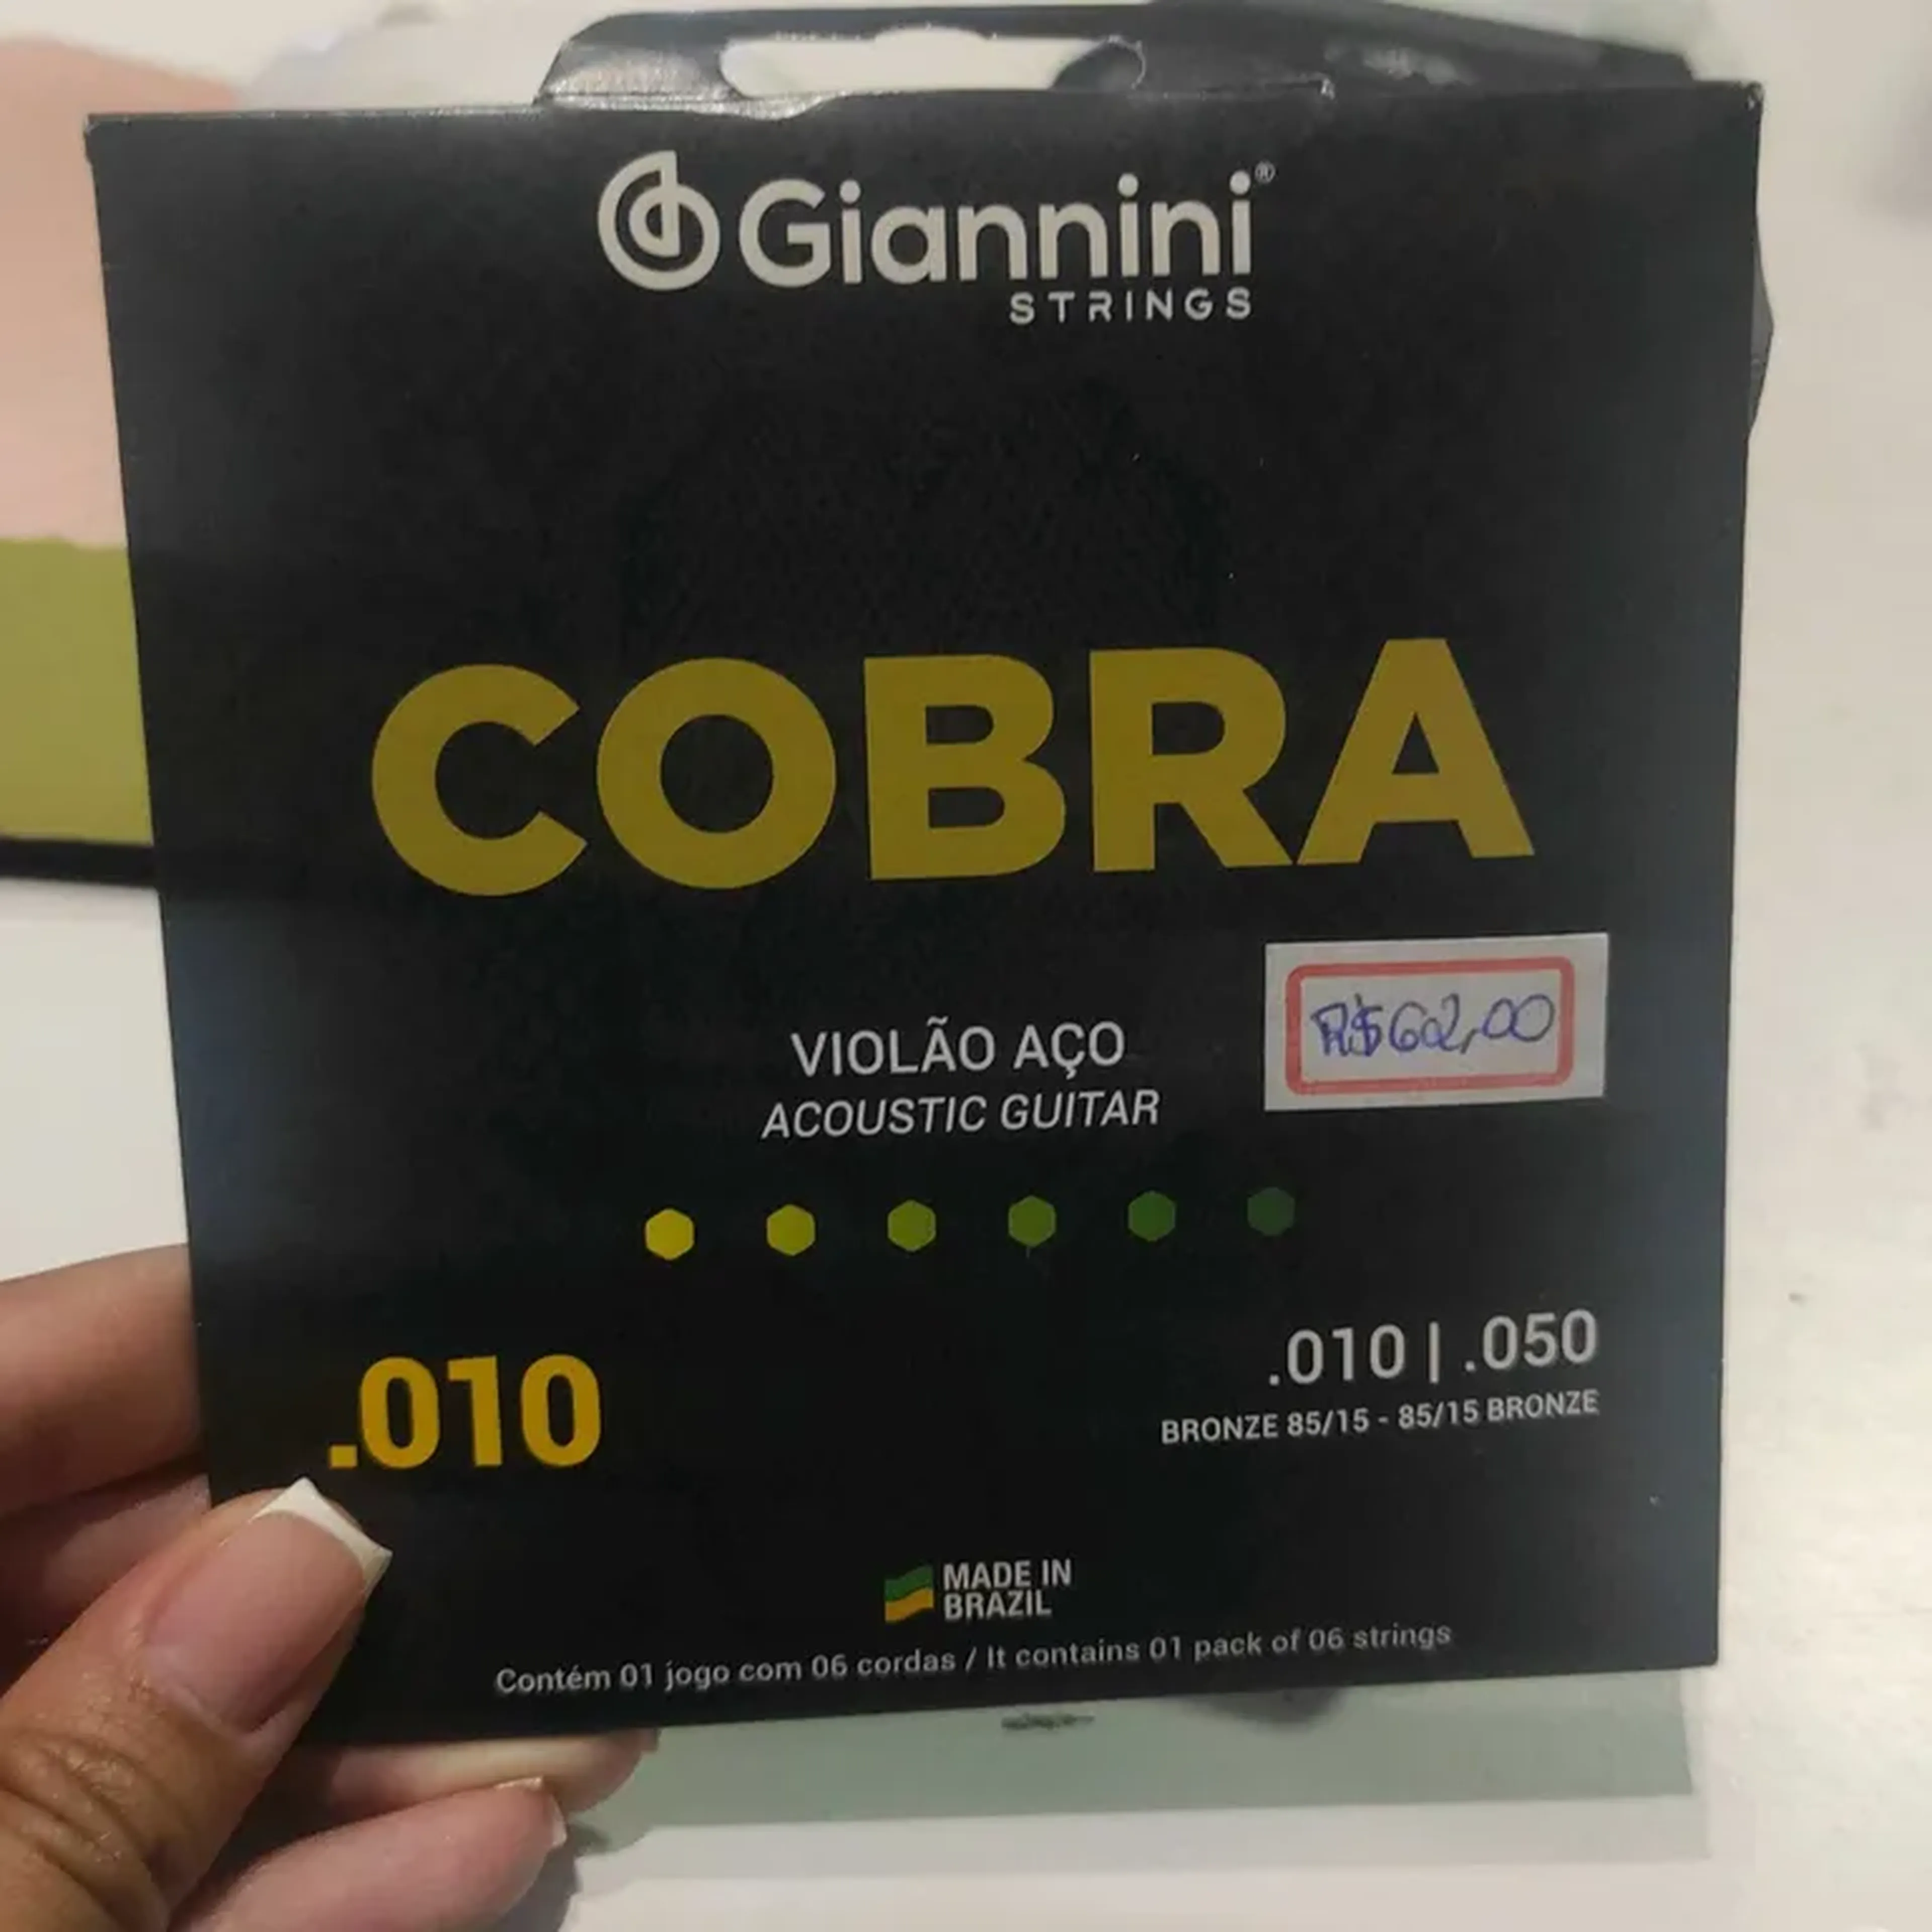 Giannini®
STRINGS
COBRA
R$62,00
VIOLÃO AÇO
ACOUSTIC GUITAR
.010
.010 | .050
BRONZE 85/15 - 85/15 BRONZE
MADE IN
BRAZIL
Contém 01 jogo com 06 cordas / It contains 01 pack of 06 strings